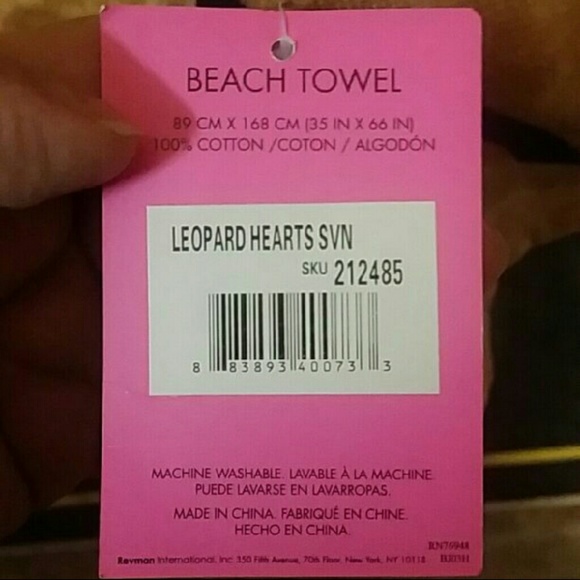 BEACH TOWEL
89 CM X 168 CM (35 IN X 66 IN)
100% COTTON /COTON / ALGODÓN
LEOPARD HEARTS SVN
SKU 212485
8 83893 40073 3
MACHINE WASHABLE. LAVABLE À LA MACHINE.
PUEDE LAVARSE EN LAVARROPAS.
MADE IN CHINA. FABRIQUÉ EN CHINE.
HECHO EN CHINA.
RN79944
Revman International, Inc. 350 Fifth Avenue, 70th Floor, New York, NY 10118